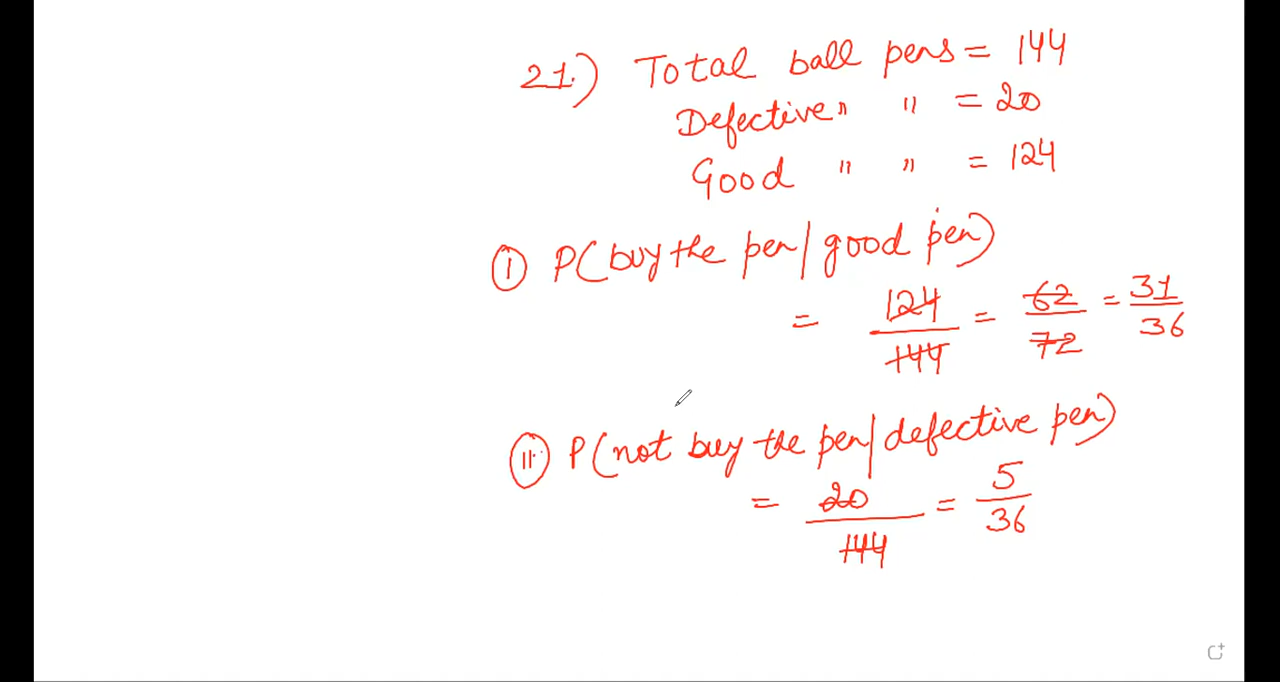 21.) Total ball pens = 144
Defective " " = 20
Good " " = 124
(I) P(buy the pen/good pen)
= 124/144 = 62/72 = 31/36
(II) P(not buy the pen/defective pen)
= 20/144 = 5/36